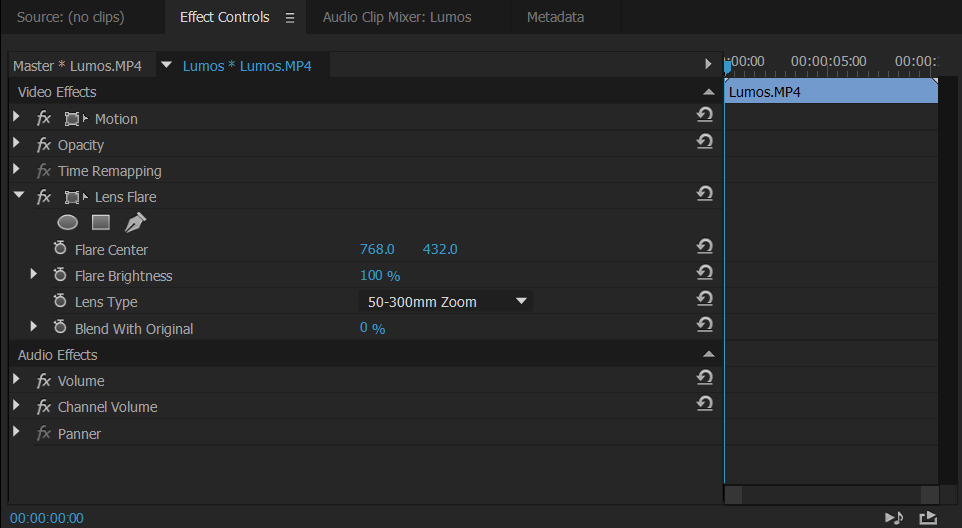 Source: (no clips) Effect Controls Audio Clip Mixer: Lumos Metadata
Master * Lumos.MP4 Lumos * Lumos.MP4 :00:00 00:00:05:00 00:00:
Video Effects Lumos.MP4
fx Motion
fx Opacity
fx Time Remapping
fx Lens Flare
Flare Center 768.0 432.0
Flare Brightness 100 %
Lens Type 50-300mm Zoom
Blend With Original 0 %
Audio Effects
fx Volume
fx Channel Volume
fx Panner
00:00:00:00